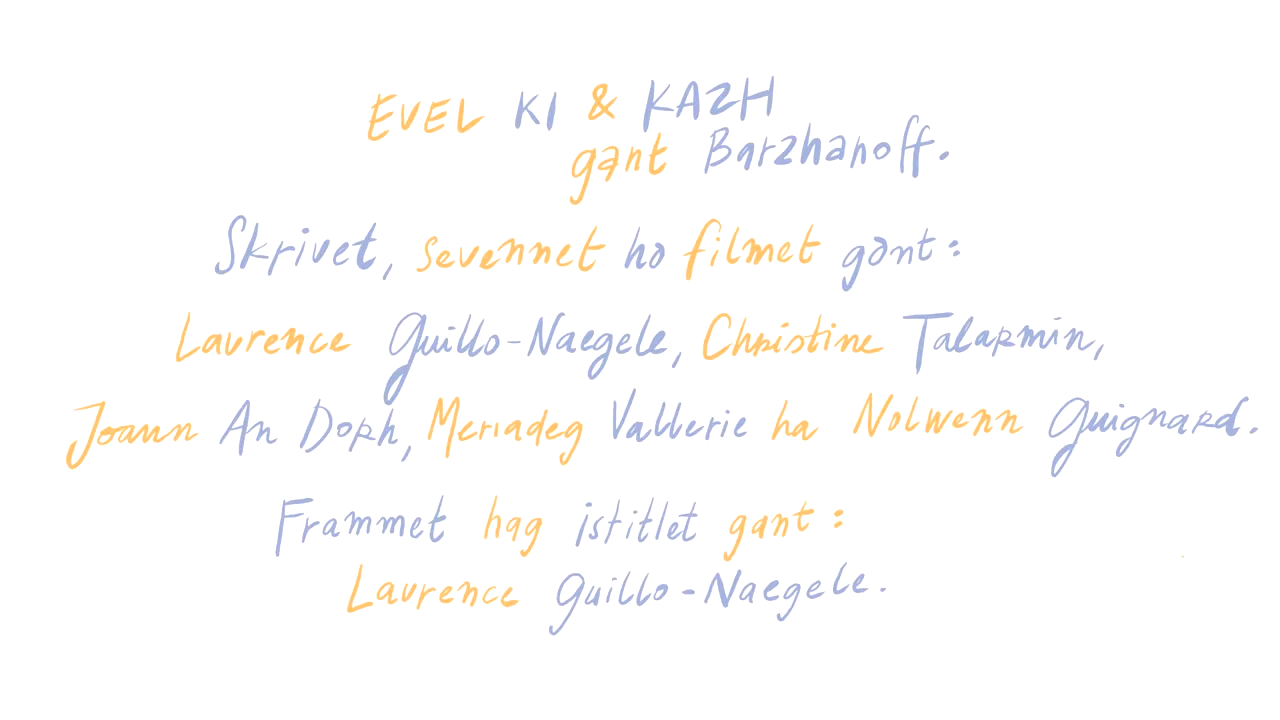 EVEL KI & KAZH
gant Barzhanoff.
Skrivet, sevennet ha filmet gant :
Laurence Guillo-Naegele, Christine Talarmin,
Joann An Dorh, Meriadeg Vallerie ha Nolwenn Guignard.
Frammet hag istitlet gant :
Laurence Guillo-Naegele.